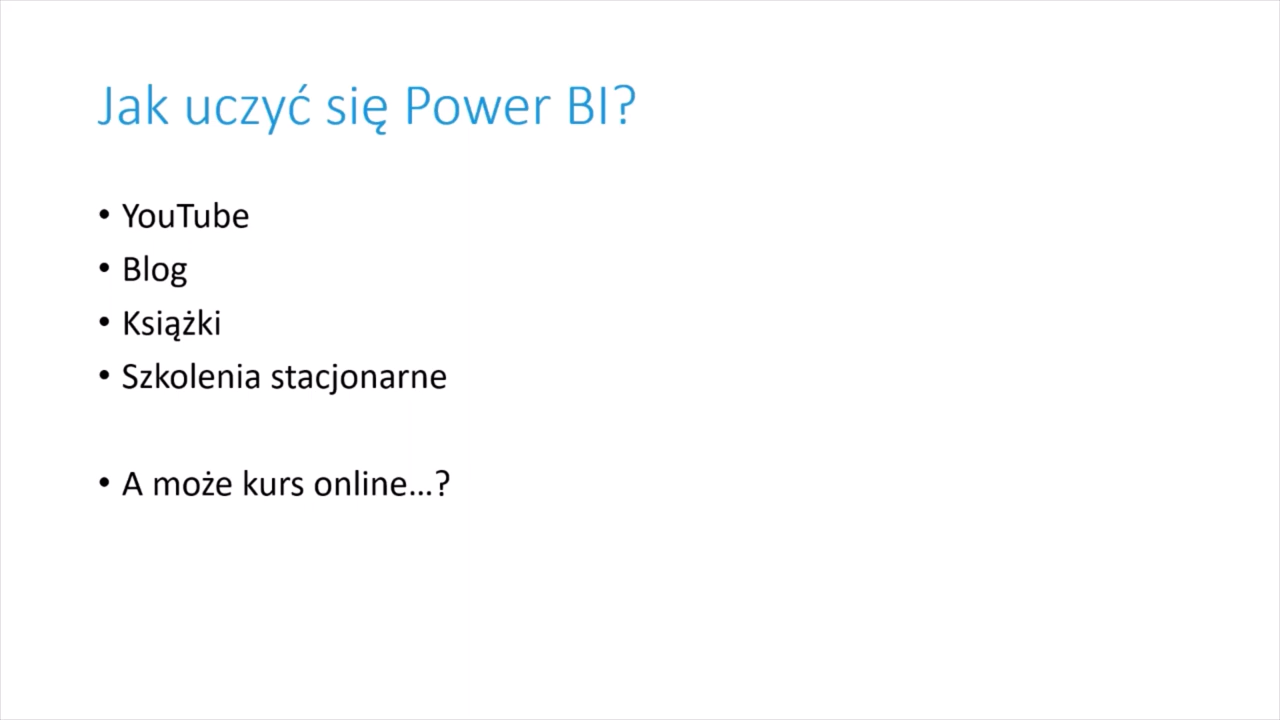 Jak uczyć się Power BI?
• YouTube
• Blog
• Książki
• Szkolenia stacjonarne
• A może kurs online...?